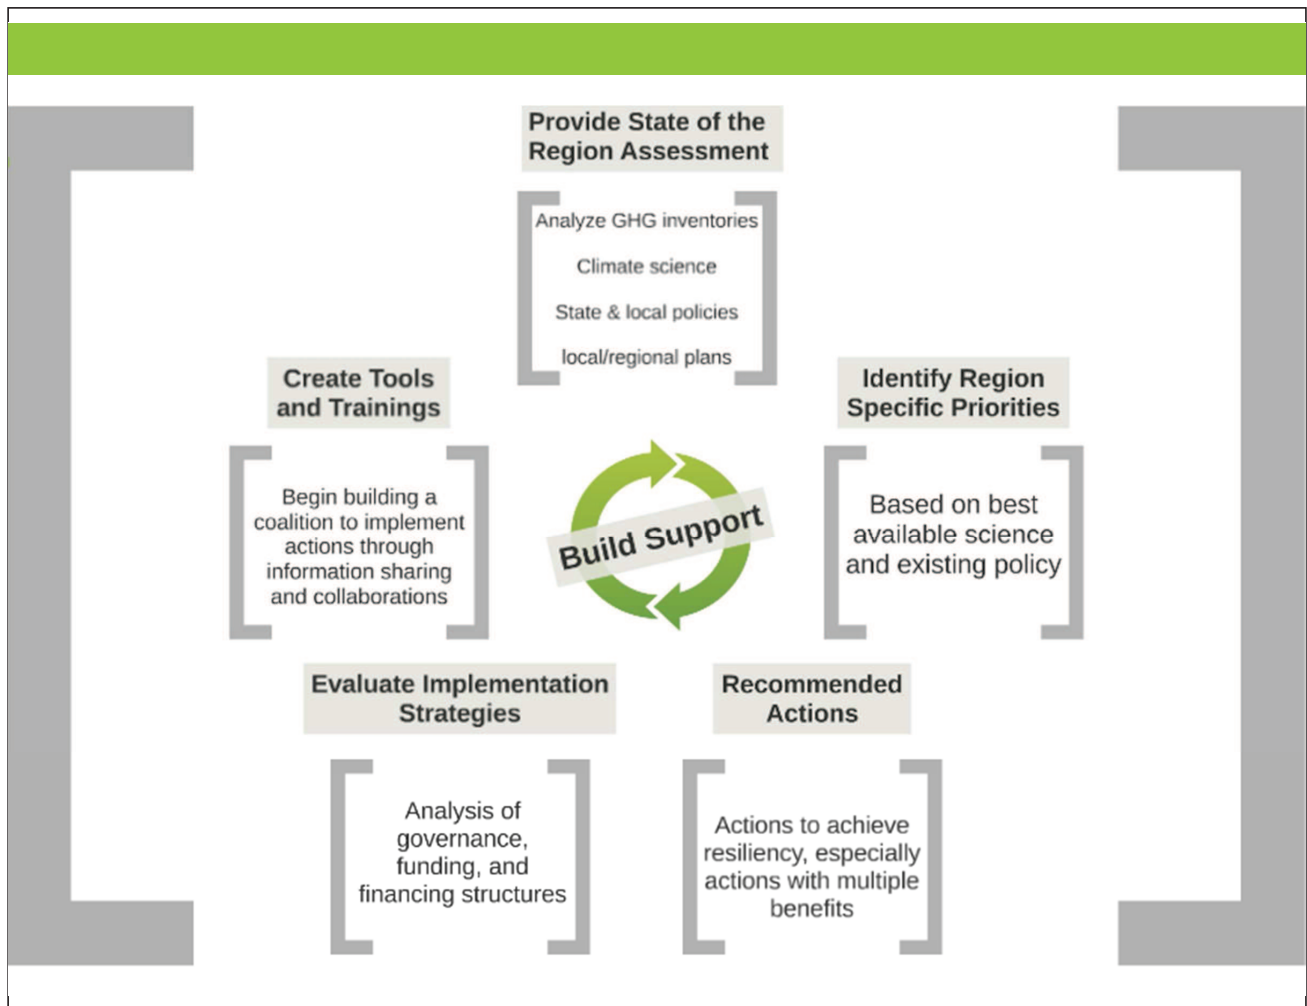 Provide State of the
Region Assessment
Analyze GHG inventories
Climate science
State & local policies
local/regional plans
Create Tools
and Trainings
Begin building a
coalition to implement
actions through
information sharing
and collaborations
Build Support
Identify Region
Specific Priorities
Based on best
available science
and existing policy
Evaluate Implementation
Strategies
Analysis of
governance,
funding, and
financing structures
Recommended
Actions
Actions to achieve
resiliency, especially
actions with multiple
benefits